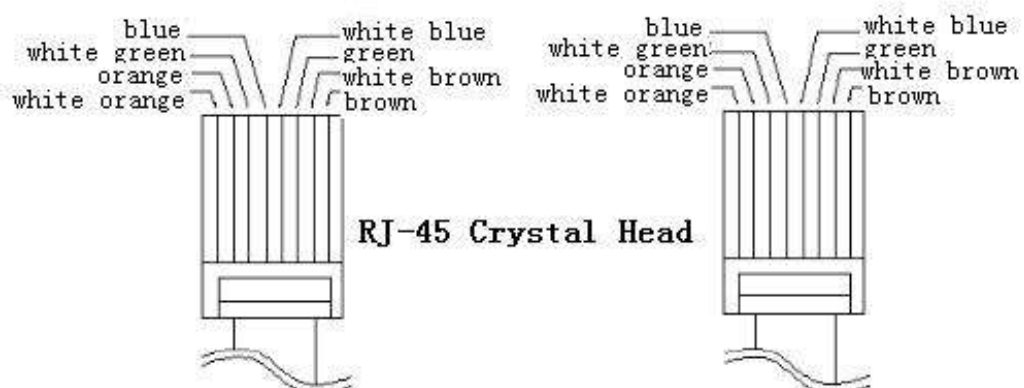 blue
white green
orange
white orange
white blue
green
white brown
brown
RJ-45 Crystal Head
blue
white green
orange
white orange
white blue
green
white brown
brown